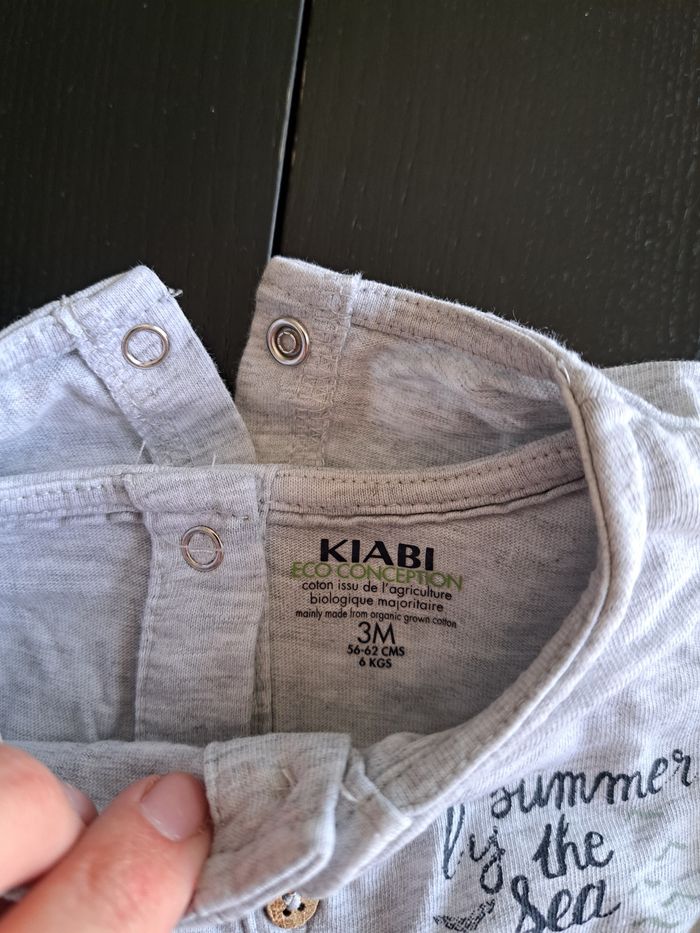 KIABI
ECO CONCEPTION
coton issu de l'agriculture
biologique majoritaire
mainly made from organic grown cotton
3M
56-62 CMS
6 KGS
summer
by the
Sea